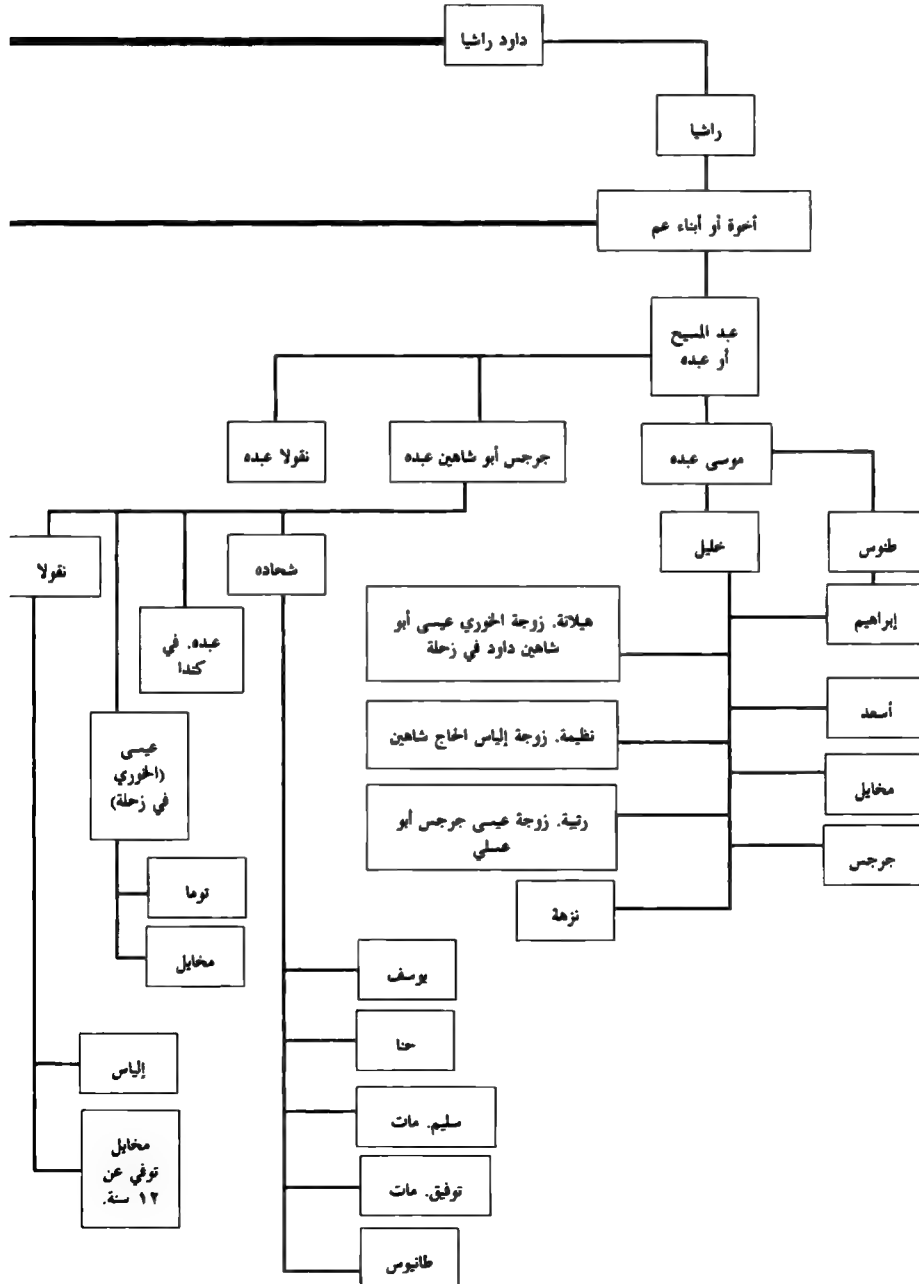 داود راشيا
راشيا
أخوة أو أبناء عم
عبد المسيح
أو عبده
موسى عبده
جرجس أبو شاهين عبده
نقولا عبده
طنوس
خليل
شحاده
نقولا
إبراهيم
هيلانة. زوجة الخوري عيسى أبو
شاهين داود في زحلة
عبده. في
كندا
أسعد
نظيمة. زوجة إلياس الحاج شاهين
عيسى
(الخوري
في زحلة)
مخايل
رتيبة. زوجة عيسى جرجس أبو
عسلي
جرجس
توما
نزهة
مخايل
يوسف
حنا
إلياس
سليم. مات
مخايل
توفي عن
١٢ سنة.
توفيق. مات
طانيوس